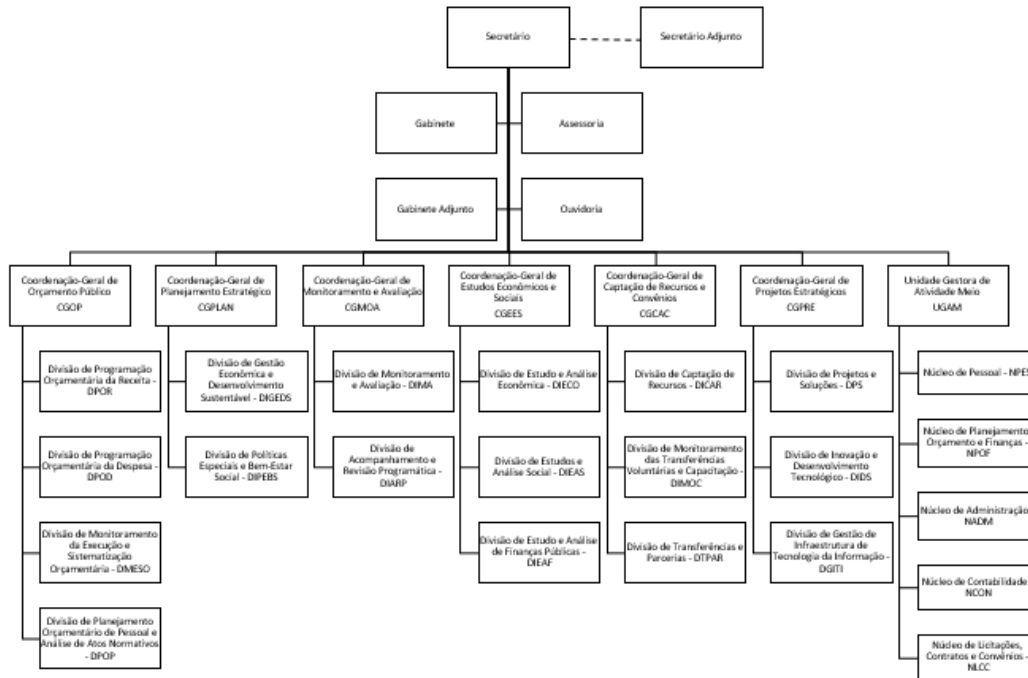 Secretário
Secretário Adjunto
Gabinete
Assessoria
Gabinete Adjunto
Ouvidoria
Coordenação-Geral de
Orçamento Público
CGOP
Coordenação-Geral de
Planejamento Estratégico
CGPLAN
Coordenação-Geral de
Monitoramento e Avaliação
CGMOA
Coordenação-Geral de
Estudos Econômicos e
Sociais
CGEES
Coordenação-Geral de
Captação de Recursos e
Convênios
CGCAC
Coordenação-Geral de
Projetos Estratégicos
CGPRE
Unidade Gestora de
Atividade Meio
UGAM
Divisão de Programação
Orçamentária da Receita -
DPOR
Divisão de Programação
Orçamentária da Despesa -
DPOD
Divisão de Monitoramento
da Execução e
Sistematização
Orçamentária - DMESO
Divisão de Planejamento
Orçamentário de Pessoal e
Análise de Atos Normativos
- DPOP
Divisão de Gestão
Econômica e
Desenvolvimento
Sustentável - DIGEDS
Divisão de Políticas
Especiais e Bem-Estar
Social - DIPEBS
Divisão de Monitoramento
e Avaliação - DIMA
Divisão de
Acompanhamento e
Revisão Programática -
DIARP
Divisão de Estudo e Análise
Econômica - DIECO
Divisão de Estudos e
Análise Social - DIEAS
Divisão de Estudo e Análise
de Finanças Públicas -
DIEAF
Divisão de Captação de
Recursos - DICAR
Divisão de Monitoramento
das Transferências
Voluntárias e Capacitação -
DIMOC
Divisão de Transferências e
Parcerias - DTPAR
Divisão de Projetos e
Soluções - DPS
Divisão de Inovação e
Desenvolvimento
Tecnológico - DIDS
Divisão de Gestão de
Infraestrutura de
Tecnologia da Informação -
DGITI
Núcleo de Pessoal - NPES
Núcleo de Planejamento
Orçamento e Finanças -
NPOF
Núcleo de Administração
NADM
Núcleo de Contabilidade
NCON
Núcleo de Licitações,
Contratos e Convênios -
NLCC